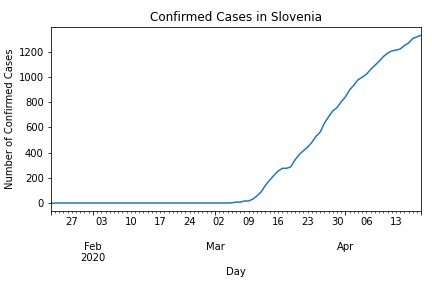 Confirmed Cases in Slovenia
Number of Confirmed Cases
1200
1000
800
600
400
200
0
27 03 10 17 24 02 09 16 23 30 06 13
Feb Mar Apr
2020
Day